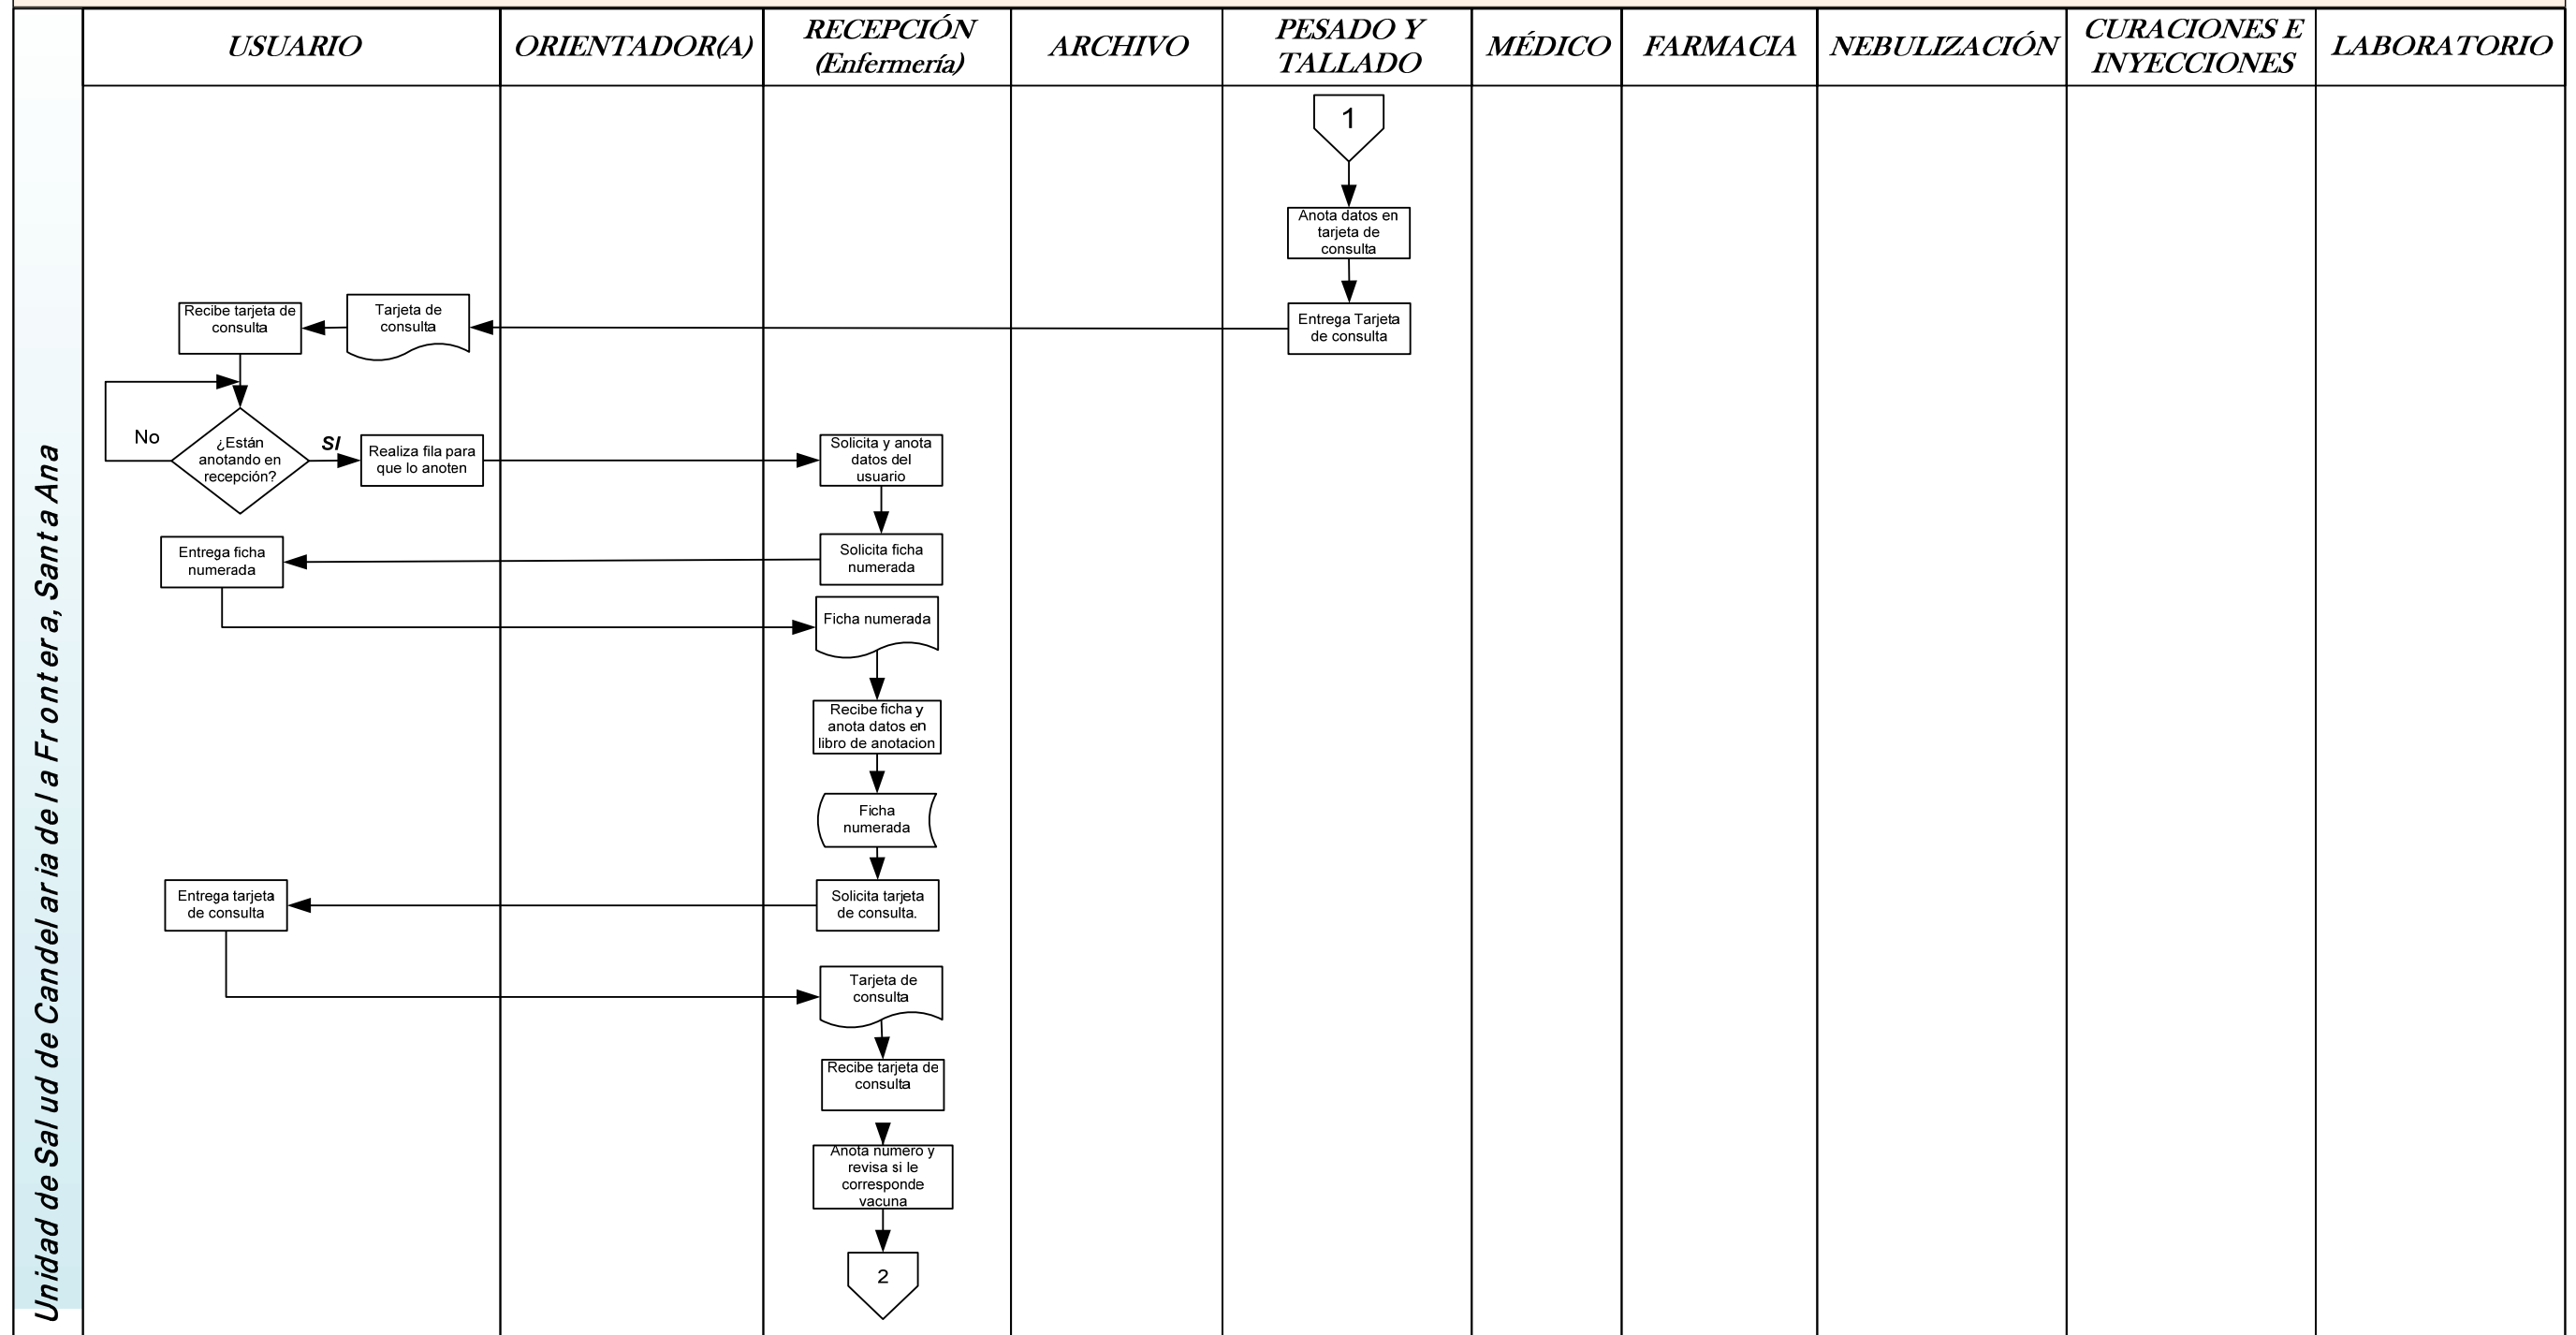 USUARIO
ORIENTADOR(A)
RECEPCIÓN
(Enfermería)
ARCHIVO
PESADO Y
TALLADO
MÉDICO
FARMACIA
NEBULIZACIÓN
CURACIONES E
INYECCIONES
LABORATORIO
Unidad de Salud de Candelaria de la Frontera, Santa Ana
1
Anota datos en
tarjeta de
consulta
Entrega Tarjeta
de consulta
Tarjeta de
consulta
Recibe tarjeta de
consulta
¿Están
anotando en
recepción?
No
SI
Realiza fila para
que lo anoten
Solicita y anota
datos del
usuario
Solicita ficha
numerada
Entrega ficha
numerada
Ficha numerada
Recibe ficha y
anota datos en
libro de anotacion
Ficha
numerada
Solicita tarjeta
de consulta.
Entrega tarjeta
de consulta
Tarjeta de
consulta
Recibe tarjeta de
consulta
Anota numero y
revisa si le
corresponde
vacuna
2